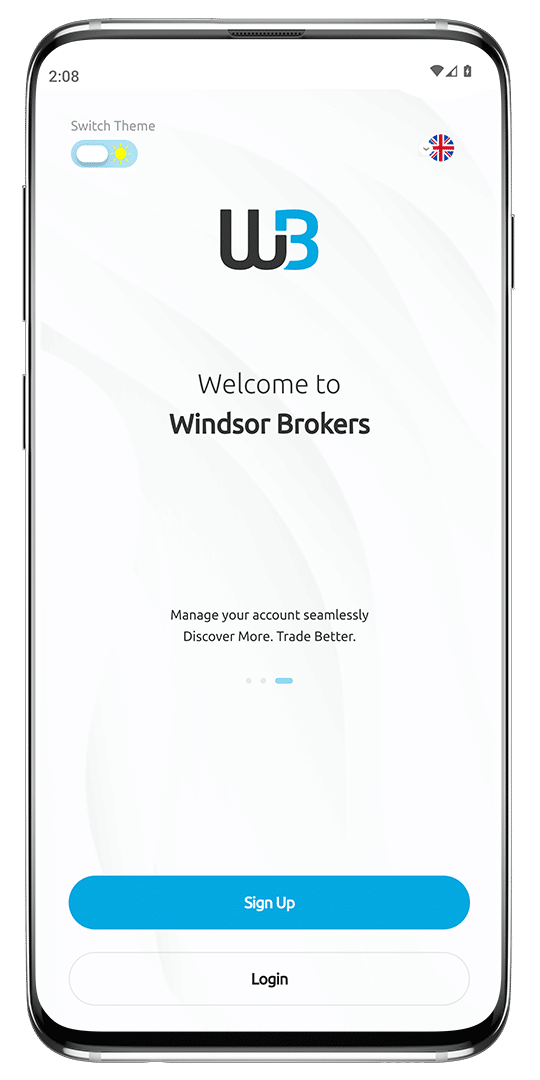 2:08
Switch Theme
WB
Welcome to
Windsor Brokers
Manage your account seamlessly
Discover More. Trade Better.
Sign Up
Login